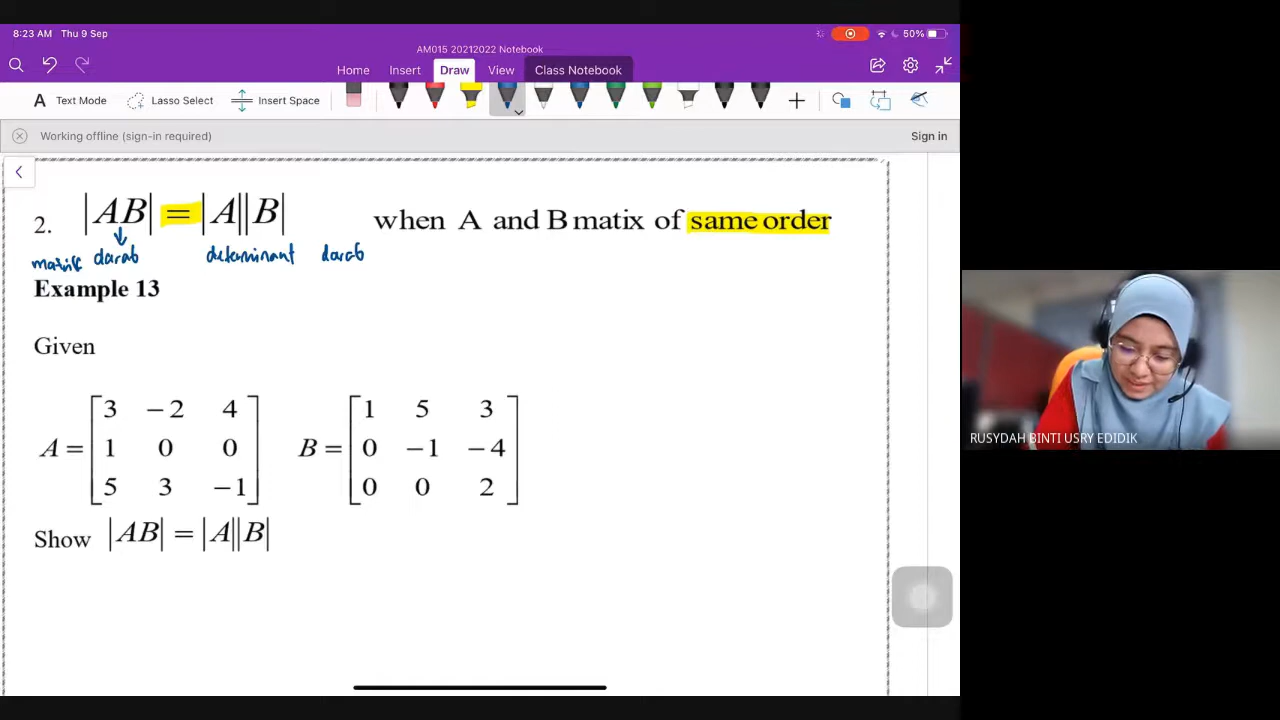 8:23 AM Thu 9 Sep
50%
AM015 20212022 Notebook
Home Insert Draw View Class Notebook
Text Mode Lasso Select Insert Space
Working offline (sign-in required) Sign in
2. |AB| = |A||B| when A and B matix of same order
matrik darab determinant darab
Example 13
Given
A = [3 −2 4
1 0 0
5 3 −1]
B = [1 5 3
0 −1 −4
0 0 2]
Show |AB| = |A||B|
RUSYDAH BINTI USRY EDIDIK